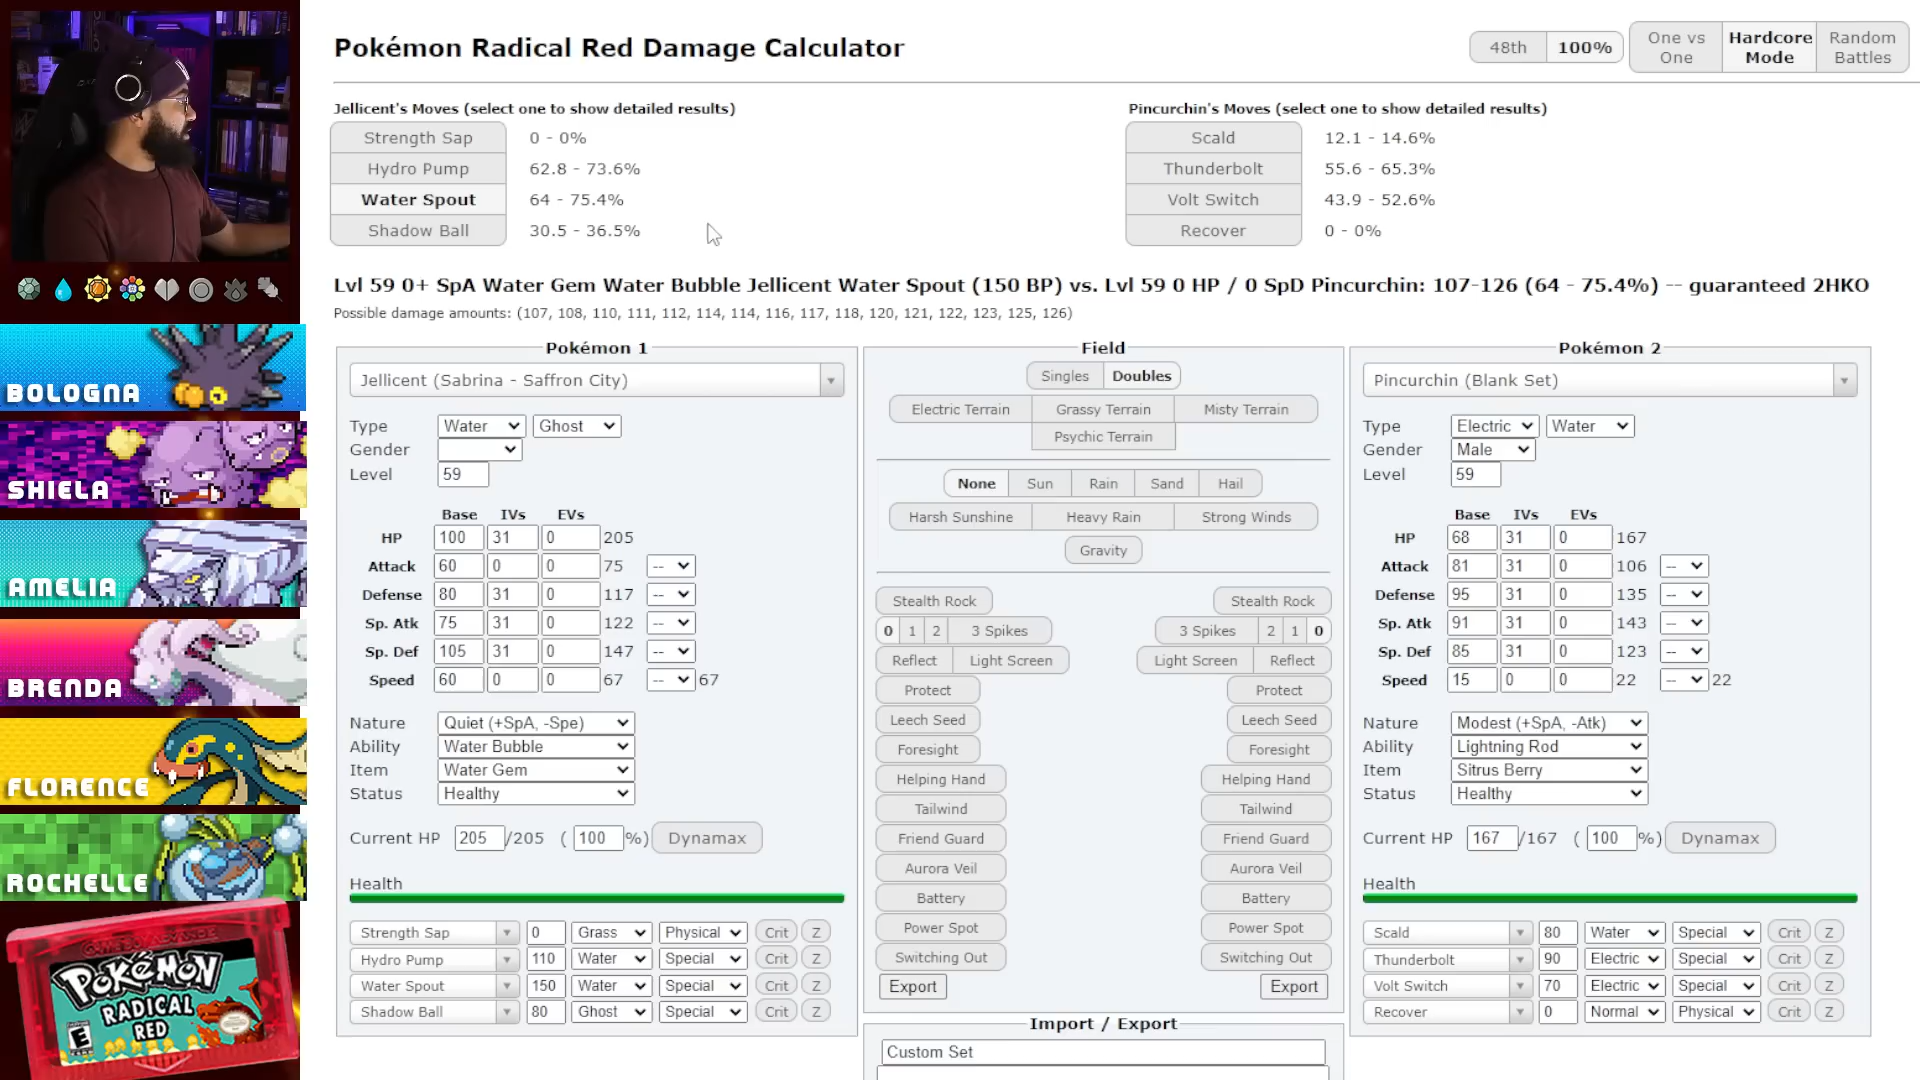 Pokémon Radical Red Damage Calculator
48th 100% One vs One Hardcore Mode Random Battles
Jellicent's Moves (select one to show detailed results)
Strength Sap 0 - 0%
Hydro Pump 62.8 - 73.6%
Water Spout 64 - 75.4%
Shadow Ball 30.5 - 36.5%
Pincurchin's Moves (select one to show detailed results)
Scald 12.1 - 14.6%
Thunderbolt 55.6 - 65.3%
Volt Switch 43.9 - 52.6%
Recover 0 - 0%
Lvl 59 0+ SpA Water Gem Water Bubble Jellicent Water Spout (150 BP) vs. Lvl 59 0 HP / 0 SpD Pincurchin: 107-126 (64 - 75.4%) -- guaranteed 2HKO
Possible damage amounts: (107, 108, 110, 111, 112, 114, 114, 116, 117, 118, 120, 121, 122, 123, 125, 126)
BOLOGNA
SHIELA
AMELIA
BRENDA
FLORENCE
ROCHELLE
GAME BOY ADVANCE
POKéMON
RADICAL
RED
E
Pokémon 1
Jellicent (Sabrina - Saffron City)
Type Water Ghost
Gender
Level 59
Base IVs EVs
HP 100 31 0 205
Attack 60 0 0 75 --
Defense 80 31 0 117 --
Sp. Atk 75 31 0 122 --
Sp. Def 105 31 0 147 --
Speed 60 0 0 67 -- 67
Nature Quiet (+SpA, -Spe)
Ability Water Bubble
Item Water Gem
Status Healthy
Current HP 205 /205 ( 100 %) Dynamax
Health
Strength Sap 0 Grass Physical Crit Z
Hydro Pump 110 Water Special Crit Z
Water Spout 150 Water Special Crit Z
Shadow Ball 80 Ghost Special Crit Z
Field
Singles Doubles
Electric Terrain Grassy Terrain Misty Terrain
Psychic Terrain
None Sun Rain Sand Hail
Harsh Sunshine Heavy Rain Strong Winds
Gravity
Stealth Rock Stealth Rock
0 1 2 3 Spikes 3 Spikes 2 1 0
Reflect Light Screen Light Screen Reflect
Protect Protect
Leech Seed Leech Seed
Foresight Foresight
Helping Hand Helping Hand
Tailwind Tailwind
Friend Guard Friend Guard
Aurora Veil Aurora Veil
Battery Battery
Power Spot Power Spot
Switching Out Switching Out
Export Export
Import / Export
Custom Set
Pokémon 2
Pincurchin (Blank Set)
Type Electric Water
Gender Male
Level 59
Base IVs EVs
HP 68 31 0 167
Attack 81 31 0 106 --
Defense 95 31 0 135 --
Sp. Atk 91 31 0 143 --
Sp. Def 85 31 0 123 --
Speed 15 0 0 22 -- 22
Nature Modest (+SpA, -Atk)
Ability Lightning Rod
Item Sitrus Berry
Status Healthy
Current HP 167 /167 ( 100 %) Dynamax
Health
Scald 80 Water Special Crit Z
Thunderbolt 90 Electric Special Crit Z
Volt Switch 70 Electric Special Crit Z
Recover 0 Normal Physical Crit Z